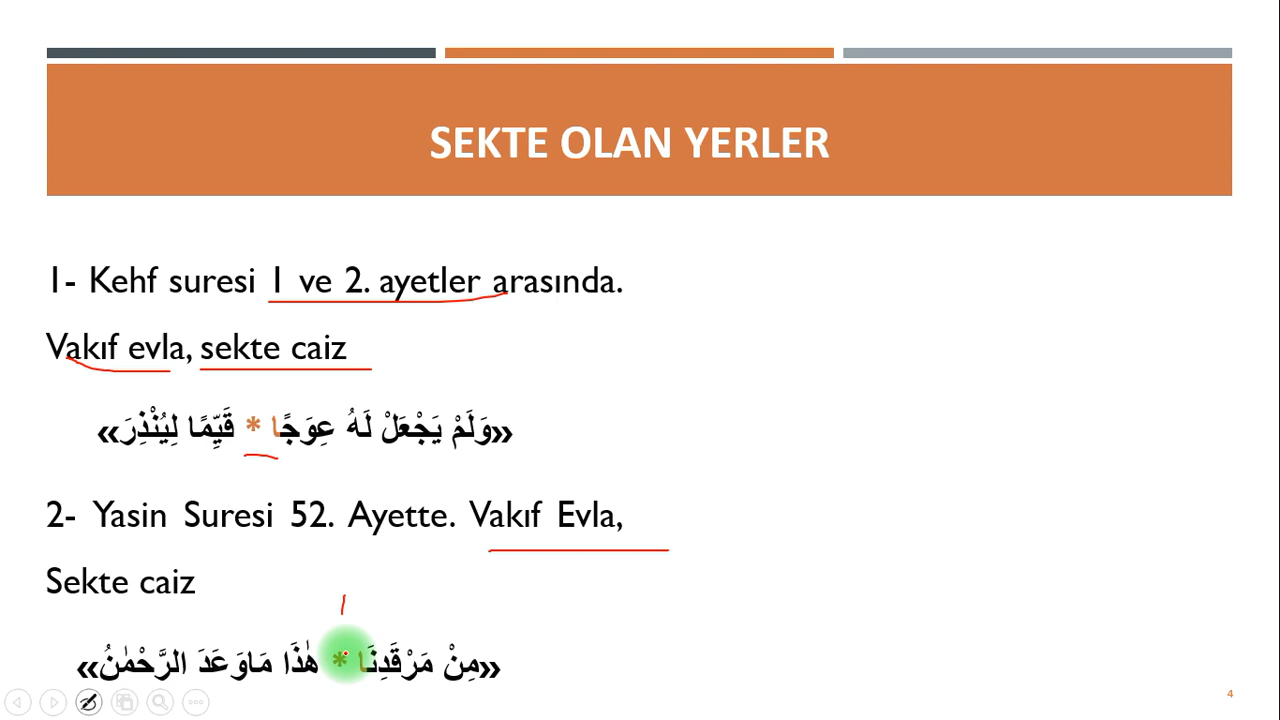 SEKTE OLAN YERLER
1- Kehf suresi 1 ve 2. ayetler arasında.
Vakıf evla, sekte caiz
«وَلَمْ يَجْعَلْ لَهُ عِوَجًا * قَيِّمًا لِيُنْذِرَ»
2- Yasin Suresi 52. Ayette. Vakıf Evla,
Sekte caiz
«مِنْ مَرْقَدِنَا * هٰذَا مَاوَعَدَ الرَّحْمٰنُ»
4